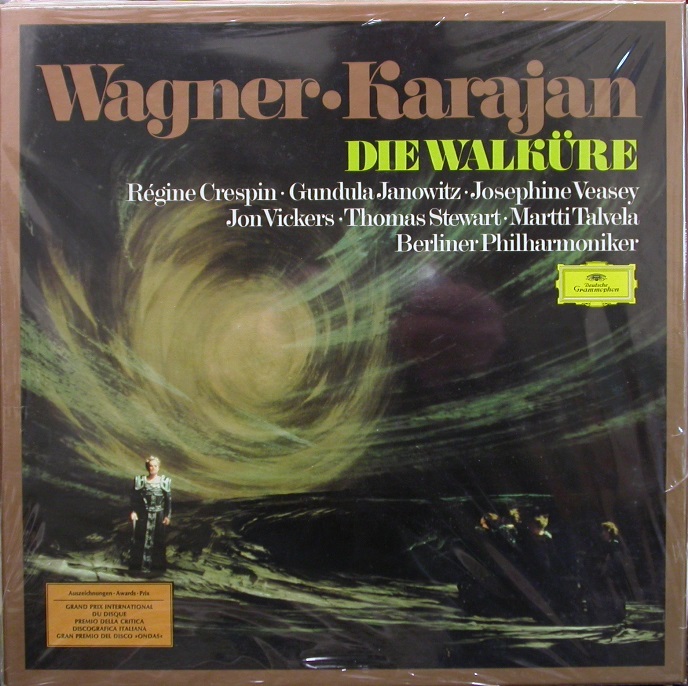 Wagner·Karajan
DIE WALKÜRE
Régine Crespin · Gundula Janowitz · Josephine Veasey
Jon Vickers · Thomas Stewart · Martti Talvela
Berliner Philharmoniker
Deutsche
Grammophon
Auszeichnungen · Awards · Prix
GRAND PRIX INTERNATIONAL
DU DISQUE
PREMIO DELLA CRITICA
DISCOGRAFICA ITALIANA
GRAN PREMIO DEL DISCO »ONDAS«